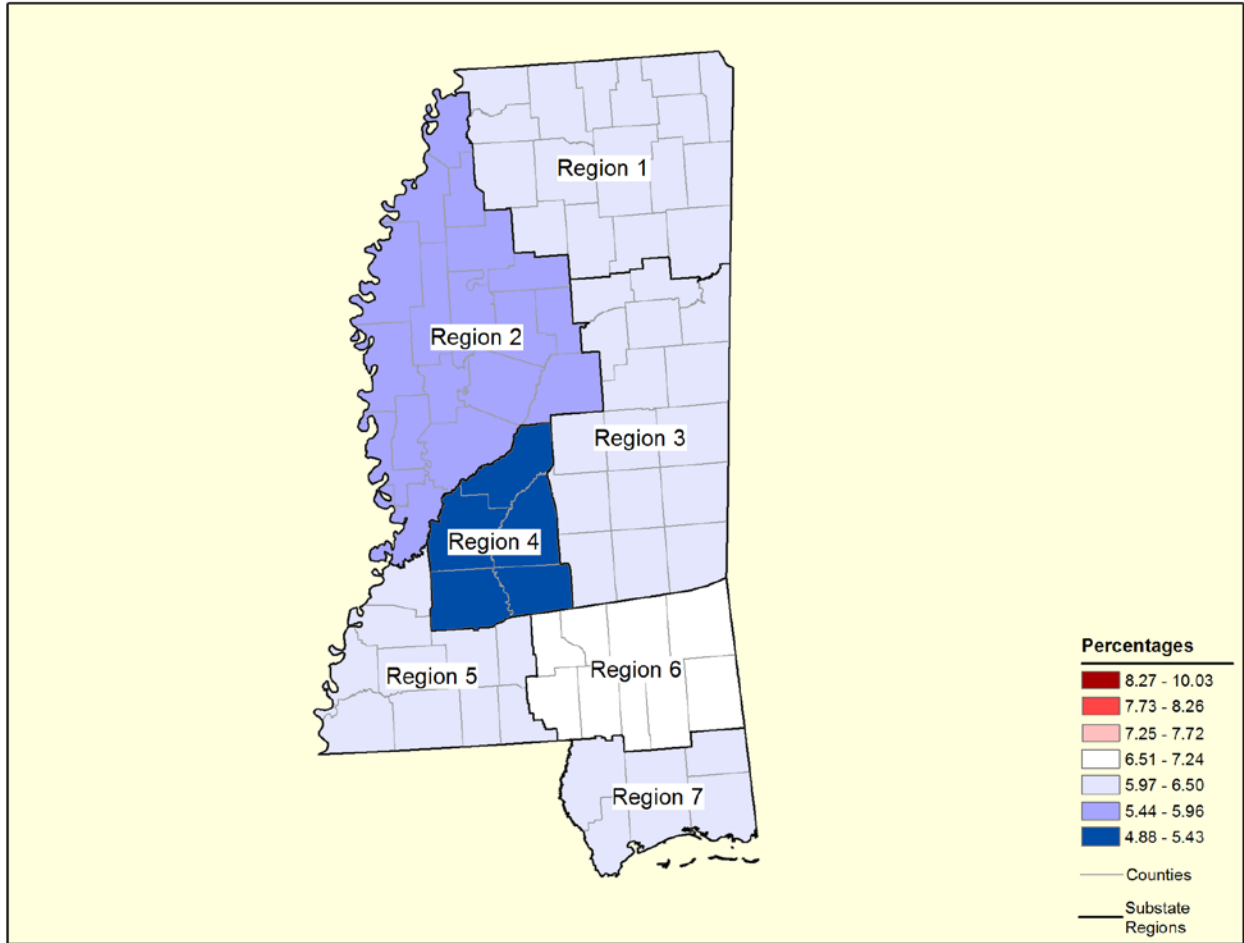 Region 1
Region 2
Region 3
Region 4
Region 5
Region 6
Region 7
Percentages
8.27 - 10.03
7.73 - 8.26
7.25 - 7.72
6.51 - 7.24
5.97 - 6.50
5.44 - 5.96
4.88 - 5.43
Counties
Substate
Regions